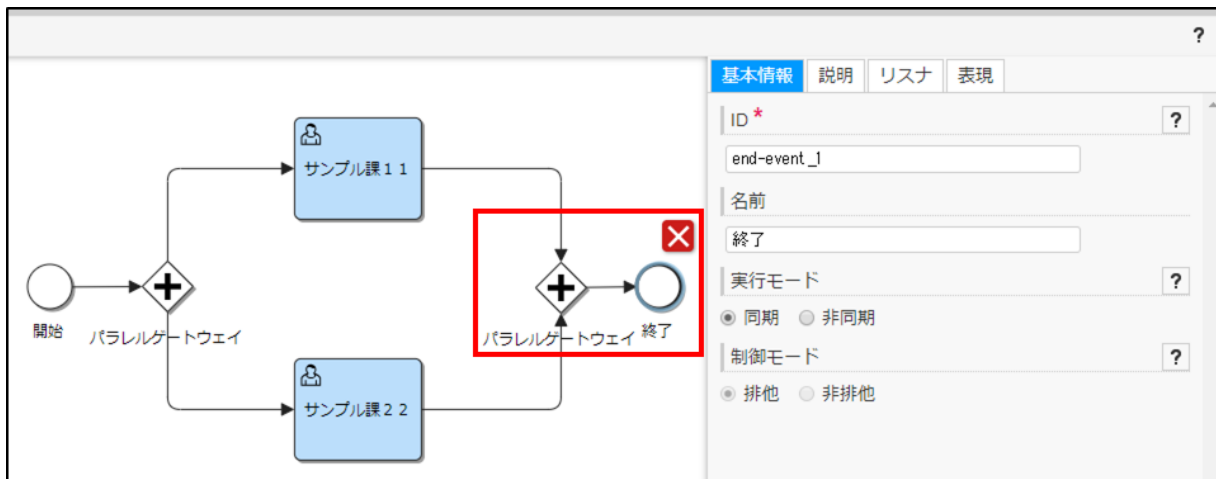 ?
サンプル課１１
開始
パラレルゲートウェイ
パラレルゲートウェイ
終了
サンプル課２２
基本情報 説明 リスナ 表現
ID *
?
end-event_1
名前
終了
実行モード
?
同期 非同期
制御モード
?
排他 非排他